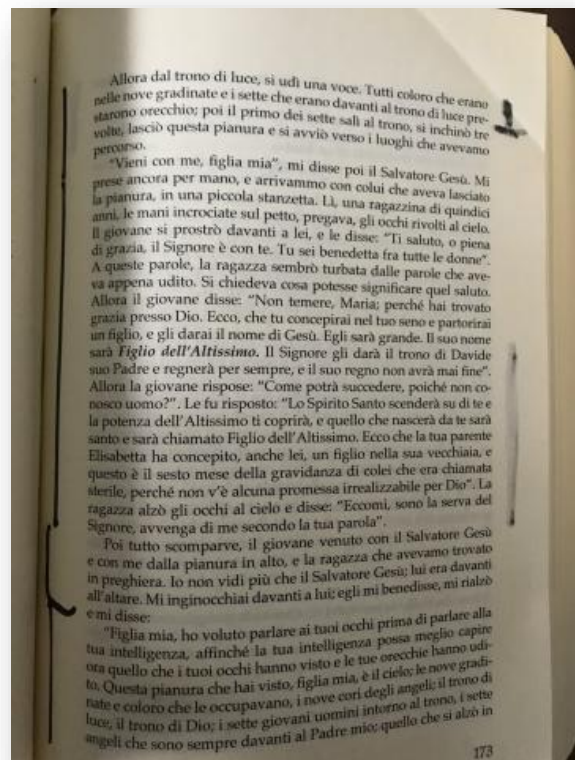 Allora dal trono di luce, si udì una voce. Tutti coloro che erano
nelle nove gradinate e i sette che erano davanti al trono di luce pre-
starono orecchio; poi il primo dei sette salì al trono, si inchinò tre
volte, lasciò questa pianura e si avviò verso i luoghi che avevamo
percorso.
"Vieni con me, figlia mia", mi disse poi il Salvatore Gesù. Mi
prese ancora per mano, e arrivammo con colui che aveva lasciato
la pianura, in una piccola stanzetta. Lì, una ragazzina di quindici
anni, le mani incrociate sul petto, pregava, gli occhi rivolti al cielo.
Il giovane si prostrò davanti a lei, e le disse: "Ti saluto, o piena
di grazia, il Signore è con te. Tu sei benedetta fra tutte le donne".
A queste parole, la ragazza sembrò turbata dalle parole che ave-
va appena udito. Si chiedeva cosa potesse significare quel saluto.
Allora il giovane disse: "Non temere, Maria; perché hai trovato
grazia presso Dio. Ecco, che tu concepirai nel tuo seno e partorirai
un figlio, e gli darai il nome di Gesù. Egli sarà grande. Il suo nome
sarà Figlio dell'Altissimo. Il Signore gli darà il trono di Davide
suo Padre e regnerà per sempre, e il suo regno non avrà mai fine".
Allora la giovane rispose: "Come potrà succedere, poiché non co-
nosco uomo?". Le fu risposto: "Lo Spirito Santo scenderà su di te e
la potenza dell'Altissimo ti coprirà, e quello che nascerà da te sarà
santo e sarà chiamato Figlio dell'Altissimo. Ecco che la tua parente
Elisabetta ha concepito, anche lei, un figlio nella sua vecchiaia, e
questo è il sesto mese della gravidanza di colei che era chiamata
sterile, perché non v'è alcuna promessa irrealizzabile per Dio". La
ragazza alzò gli occhi al cielo e disse: "Eccomi, sono la serva del
Signore, avvenga di me secondo la tua parola".
Poi tutto scomparve, il giovane venuto con il Salvatore Gesù
e con me dalla pianura in alto, e la ragazza che avevamo trovato
in preghiera. Io non vidi più che il Salvatore Gesù; lui era davanti
all'altare. Mi inginocchiai davanti a lui; egli mi benedisse, mi rialzò
e mi disse:
"Figlia mia, ho voluto parlare ai tuoi occhi prima di parlare alla
tua intelligenza, affinché la tua intelligenza possa meglio capire
ora quello che i tuoi occhi hanno visto e le tue orecchie hanno udi-
to. Questa pianura che hai visto, figlia mia, è il cielo; le nove gradi-
nate e coloro che le occupavano, i nove cori degli angeli; il trono di
luce, il trono di Dio; i sette giovani uomini intorno al trono, i sette
angeli che sono sempre davanti al Padre mio; quello che si alzò in
173